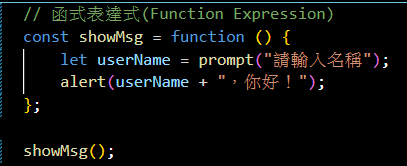 // 函式表達式(Function Expression)
const showMsg = function () {
let userName = prompt("請輸入名稱");
alert(userName + "，你好！");
};
showMsg();